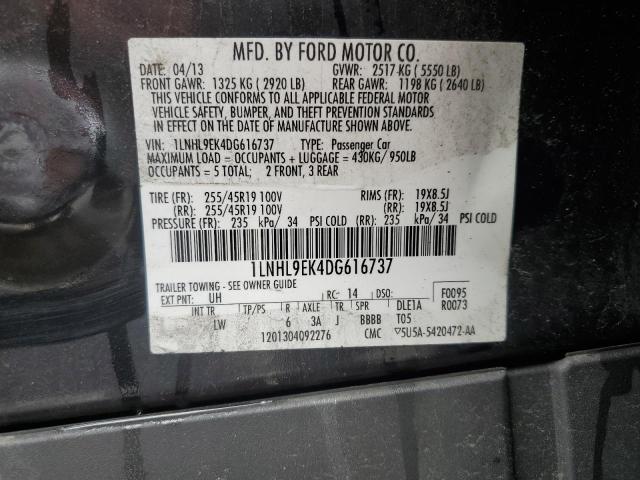 MFD. BY FORD MOTOR CO.
DATE: 04/13 GVWR: 2517 KG ( 5550 LB)
FRONT GAWR: 1325 KG ( 2920 LB) REAR GAWR: 1198 KG ( 2640 LB)
THIS VEHICLE CONFORMS TO ALL APPLICABLE FEDERAL MOTOR
VEHICLE SAFETY, BUMPER, AND THEFT PREVENTION STANDARDS
IN EFFECT ON THE DATE OF MANUFACTURE SHOWN ABOVE.
VIN: 1LNHL9EK4DG616737 TYPE: Passenger Car
MAXIMUM LOAD = OCCUPANTS + LUGGAGE = 430KG/ 950LB
OCCUPANTS = 5 TOTAL; 2 FRONT, 3 REAR
TIRE (FR): 255/45R19 100V RIMS (FR): 19X8.5J
(RR): 255/45R19 100V (RR): 19X8.5J
PRESSURE (FR): 235 kPa/ 34 PSI COLD (RR): 235 kPa/ 34 PSI COLD
1LNHL9EK4DG616737
TRAILER TOWING - SEE OWNER GUIDE
EXT PNT: UH RC: 14 DSO: F0095
INT TR TP/PS R AXLE TR SPR DLE1A R0073
LW 6 3A J BBBB T05
1201304092276 CMC 5U5A-5420472-AA